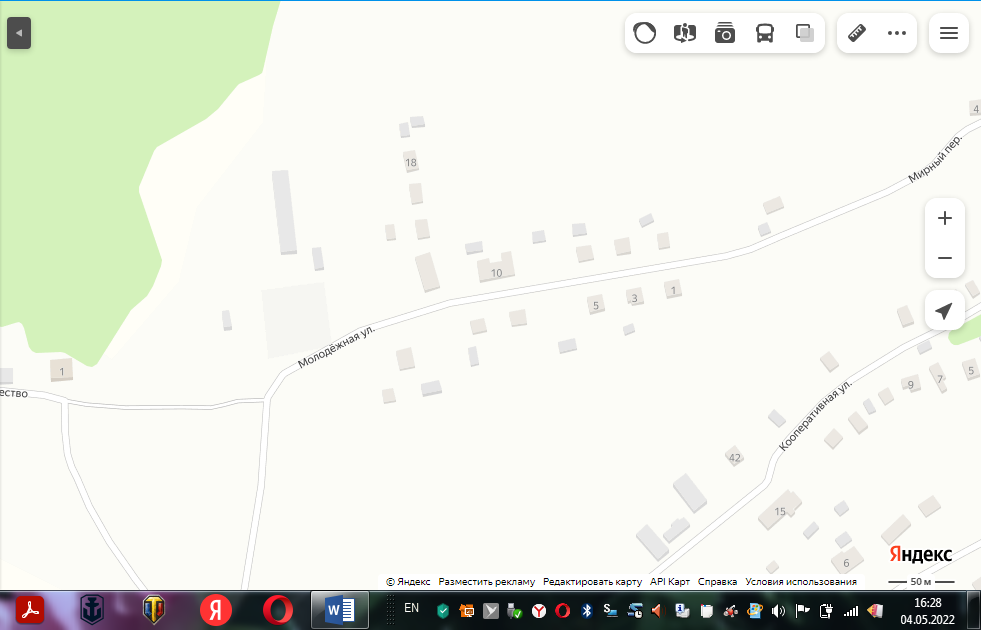 4
Мирный пер.
18
10
1
3
5
Молодёжная ул.
1
ество
5
7
9
Кооперативная ул.
42
15
6
Яндекс
© Яндекс Разместить рекламу Редактировать карту API Карт Справка Условия использования
50 м
Я
W
EN
16:28
04.05.2022